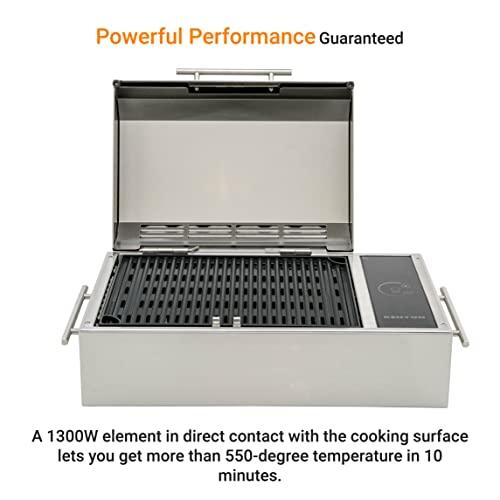 Powerful Performance Guaranteed
KENYON
A 1300W element in direct contact with the cooking surface
lets you get more than 550-degree temperature in 10
minutes.